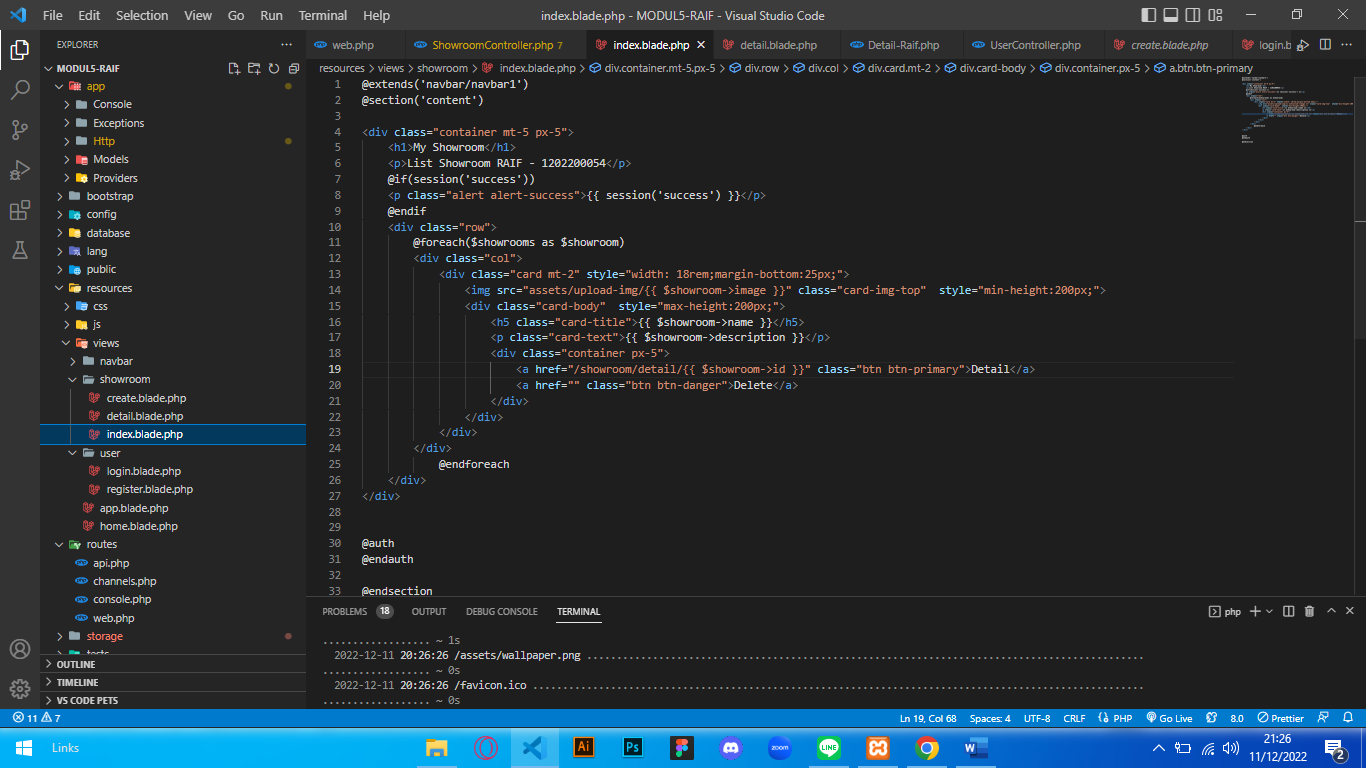 File Edit Selection View Go Run Terminal Help
index.blade.php - MODUL5-RAIF - Visual Studio Code
EXPLORER
MODUL5-RAIF
app
Console
Exceptions
Http
Models
Providers
bootstrap
config
database
lang
public
resources
css
js
views
navbar
showroom
create.blade.php
detail.blade.php
index.blade.php
user
login.blade.php
register.blade.php
app.blade.php
home.blade.php
routes
api.php
channels.php
console.php
web.php
storage
tests
OUTLINE
TIMELINE
VS CODE PETS
web.php ShowroomController.php 7 index.blade.php detail.blade.php Detail-Raif.php UserController.php create.blade.php login.b
resources > views > showroom > index.blade.php > div.container.mt-5.px-5 > div.row > div.col > div.card.mt-2 > div.card-body > div.container.px-5 > a.btn.btn-primary
1 @extends('navbar/navbar1')
2 @section('content')
3
4 <div class="container mt-5 px-5">
5 <h1>My Showroom</h1>
6 <p>List Showroom RAIF - 1202200054</p>
7 @if(session('success'))
8 <p class="alert alert-success">{{ session('success') }}</p>
9 @endif
10 <div class="row">
11 @foreach($showrooms as $showroom)
12 <div class="col">
13 <div class="card mt-2" style="width: 18rem;margin-bottom:25px;">
14 <img src="assets/upload-img/{{ $showroom->image }}" class="card-img-top"  style="min-height:200px;">
15 <div class="card-body"  style="max-height:200px;">
16 <h5 class="card-title">{{ $showroom->name }}</h5>
17 <p class="card-text">{{ $showroom->description }}</p>
18 <div class="container px-5">
19 <a href="/showroom/detail/{{ $showroom->id }}" class="btn btn-primary">Detail</a>
20 <a href="" class="btn btn-danger">Delete</a>
21 </div>
22 </div>
23 </div>
24 </div>
25 @endforeach
26 </div>
27 </div>
28
29
30 @auth
31 @endauth
32
33 @endsection
PROBLEMS 18 OUTPUT DEBUG CONSOLE TERMINAL
php
................. ~ 1s
2022-12-11 20:26:26 /assets/wallpaper.png ........................................................................................
................. ~ 0s
2022-12-11 20:26:26 /favicon.ico .................................................................................................
................. ~ 0s
11 7
Ln 19, Col 68 Spaces: 4 UTF-8 CRLF PHP Go Live 8.0 Prettier
Links
Ai Ps zoom LINE W
21:26
11/12/2022
2